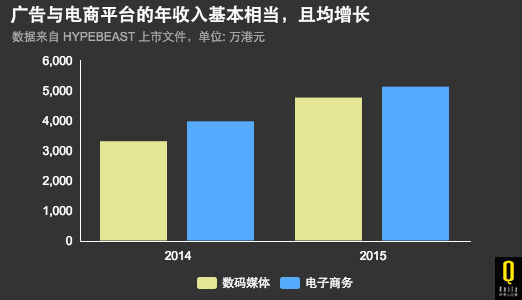 广告与电商平台的年收入基本相当，且均增长
数据来自 HYPEBEAST 上市文件，单位: 万港元
6,000
5,000
4,000
3,000
2,000
1,000
0
2014
2015
数码媒体
电子商务
Q
daily